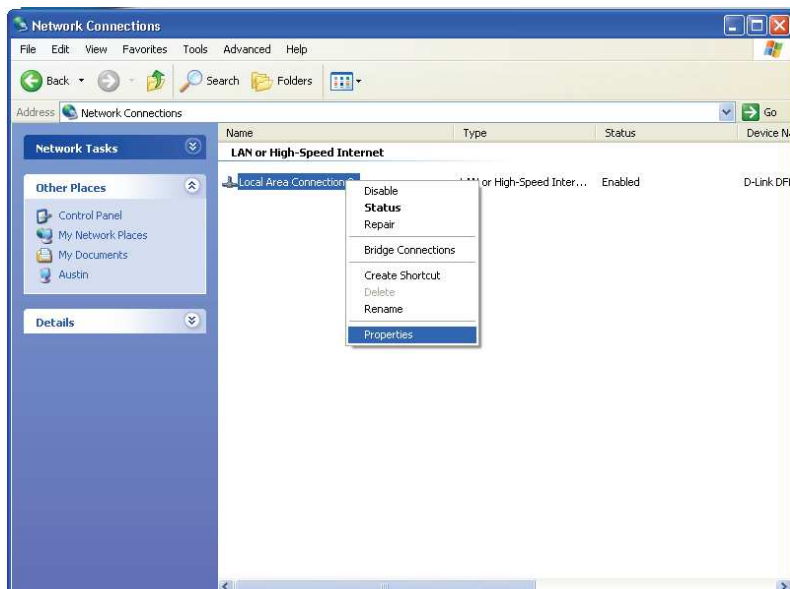 Network Connections
File Edit View Favorites Tools Advanced Help
Back Search Folders
Address Network Connections Go
Name Type Status Device N
Network Tasks
LAN or High-Speed Internet
Other Places
Control Panel
My Network Places
My Documents
Austin
Details
Local Area Connection LAN or High-Speed Inter... Enabled D-Link DF
Disable
Status
Repair
Bridge Connections
Create Shortcut
Delete
Rename
Properties